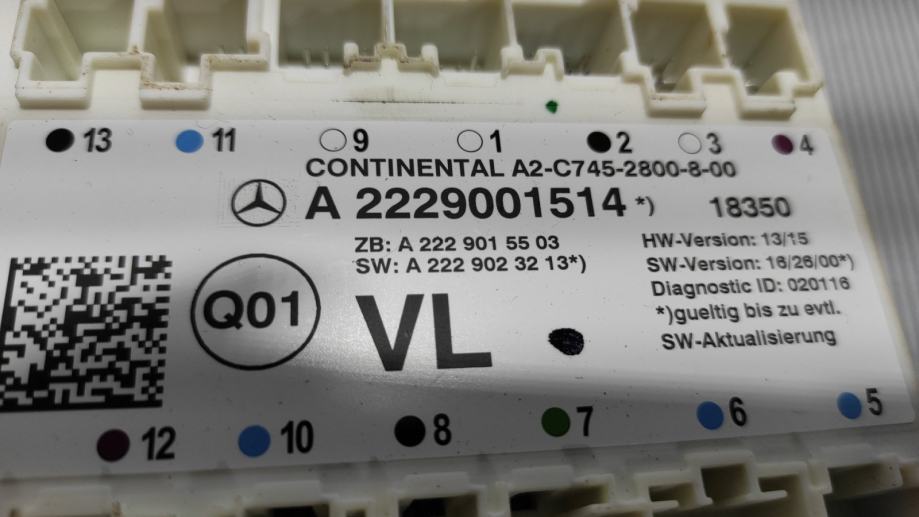 13 11 9 1 2 3 4
CONTINENTAL A2-C745-2800-8-00
A 2229001514 *) 18350
ZB: A 222 901 55 03
SW: A 222 902 32 13*)
HW-Version: 13/15
SW-Version: 16/26/00*)
Diagnostic ID: 020116
*)gueltig bis zu evtl.
SW-Aktualisierung
Q01
VL
12 10 8 7 6 5